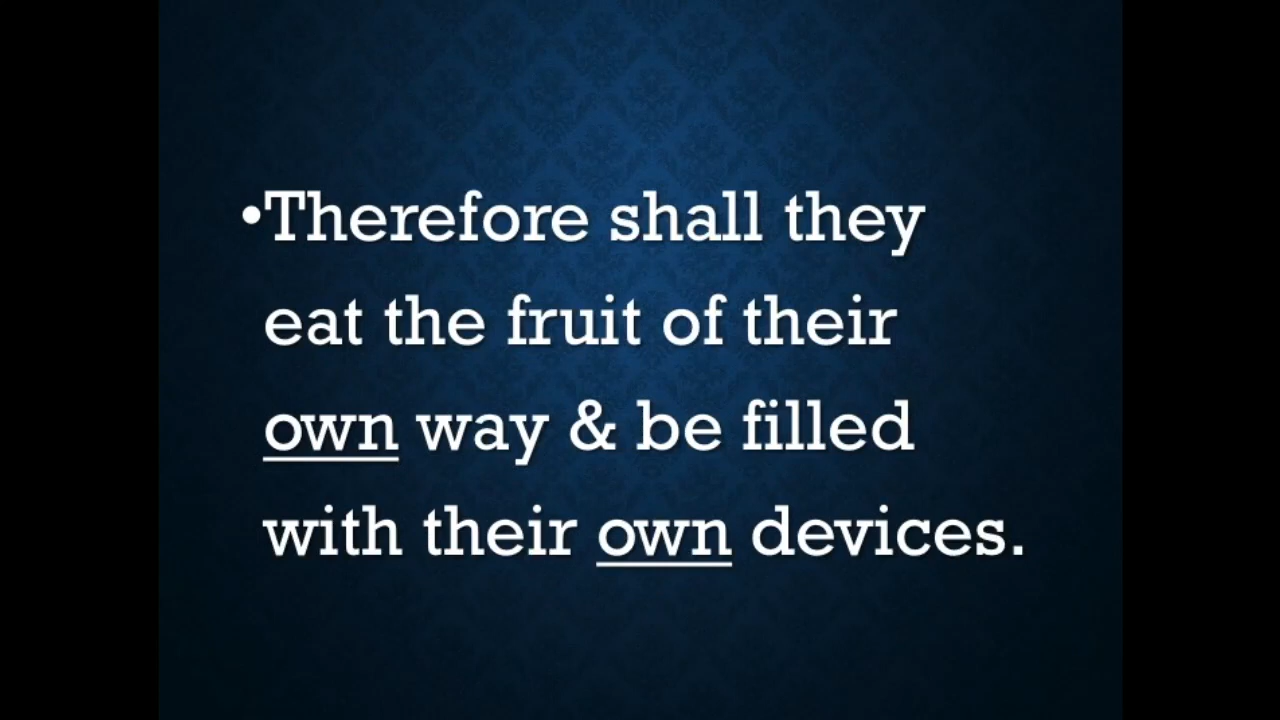 •Therefore shall they
eat the fruit of their
own way & be filled
with their own devices.